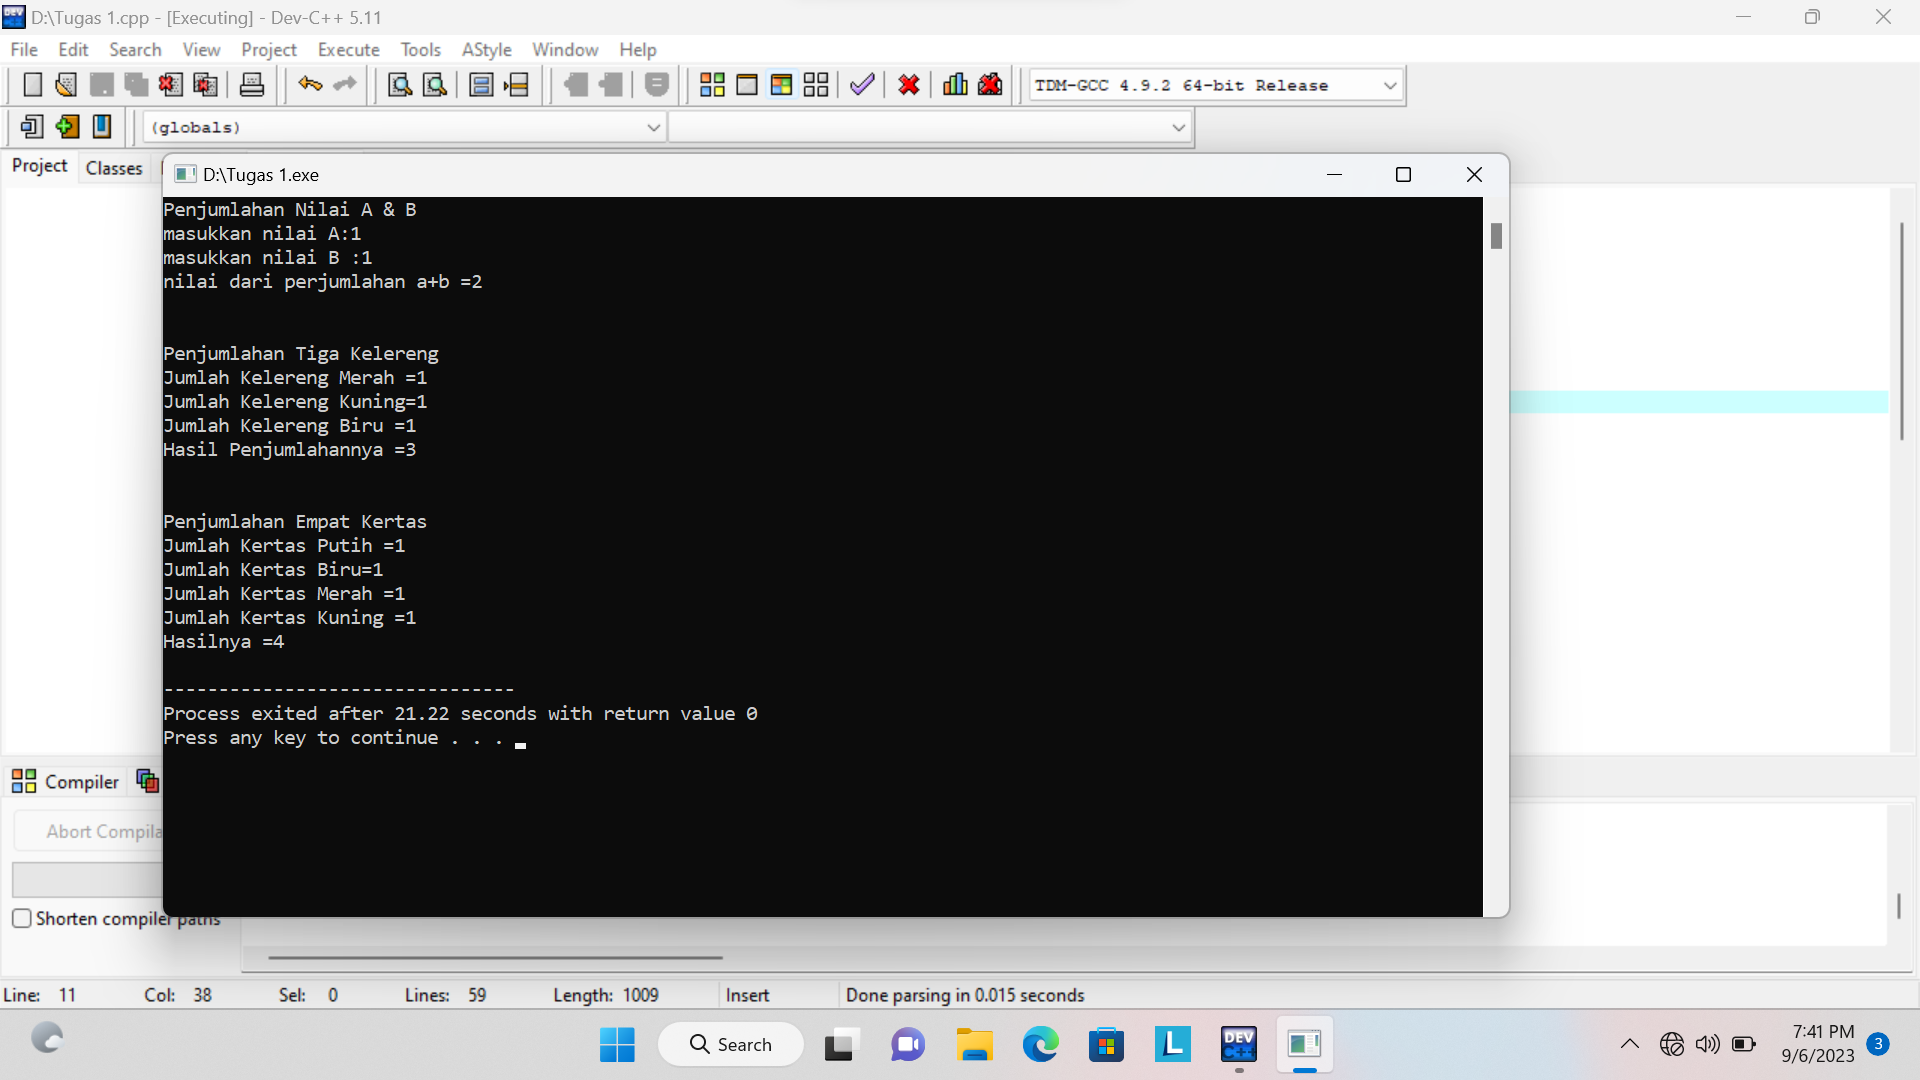 D:\Tugas 1.cpp - [Executing] - Dev-C++ 5.11
File Edit Search View Project Execute Tools AStyle Window Help
TDM-GCC 4.9.2 64-bit Release
(globals)
Project Classes
D:\Tugas 1.exe
Penjumlahan Nilai A & B
masukkan nilai A:1
masukkan nilai B :1
nilai dari perjumlahan a+b =2
Penjumlahan Tiga Kelereng
Jumlah Kelereng Merah =1
Jumlah Kelereng Kuning=1
Jumlah Kelereng Biru =1
Hasil Penjumlahannya =3
Penjumlahan Empat Kertas
Jumlah Kertas Putih =1
Jumlah Kertas Biru=1
Jumlah Kertas Merah =1
Jumlah Kertas Kuning =1
Hasilnya =4
--------------------------------
Process exited after 21.22 seconds with return value 0
Press any key to continue . . .
Compiler
Abort Compila
Shorten compiler paths
Line: 11 Col: 38 Sel: 0 Lines: 59 Length: 1009 Insert Done parsing in 0.015 seconds
Search
DEV
C++
L
7:41 PM
9/6/2023
3